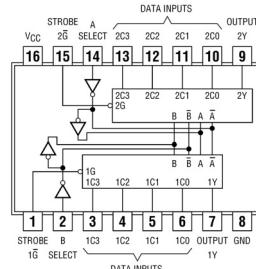 DATA INPUTS
STROBE A OUTPUT
VCC 2G̅ SELECT 2C3 2C2 2C1 2C0 2Y
16 15 14 13 12 11 10 9
2C3 2C2 2C1 2C0 2Y
2G
B B̅ A A̅
B B̅ A A̅
1G
1C3 1C2 1C1 1C0 1Y
1 2 3 4 5 6 7 8
STROBE B 1C3 1C2 1C1 1C0 OUTPUT GND
1G̅ SELECT 1Y
DATA INPUTS